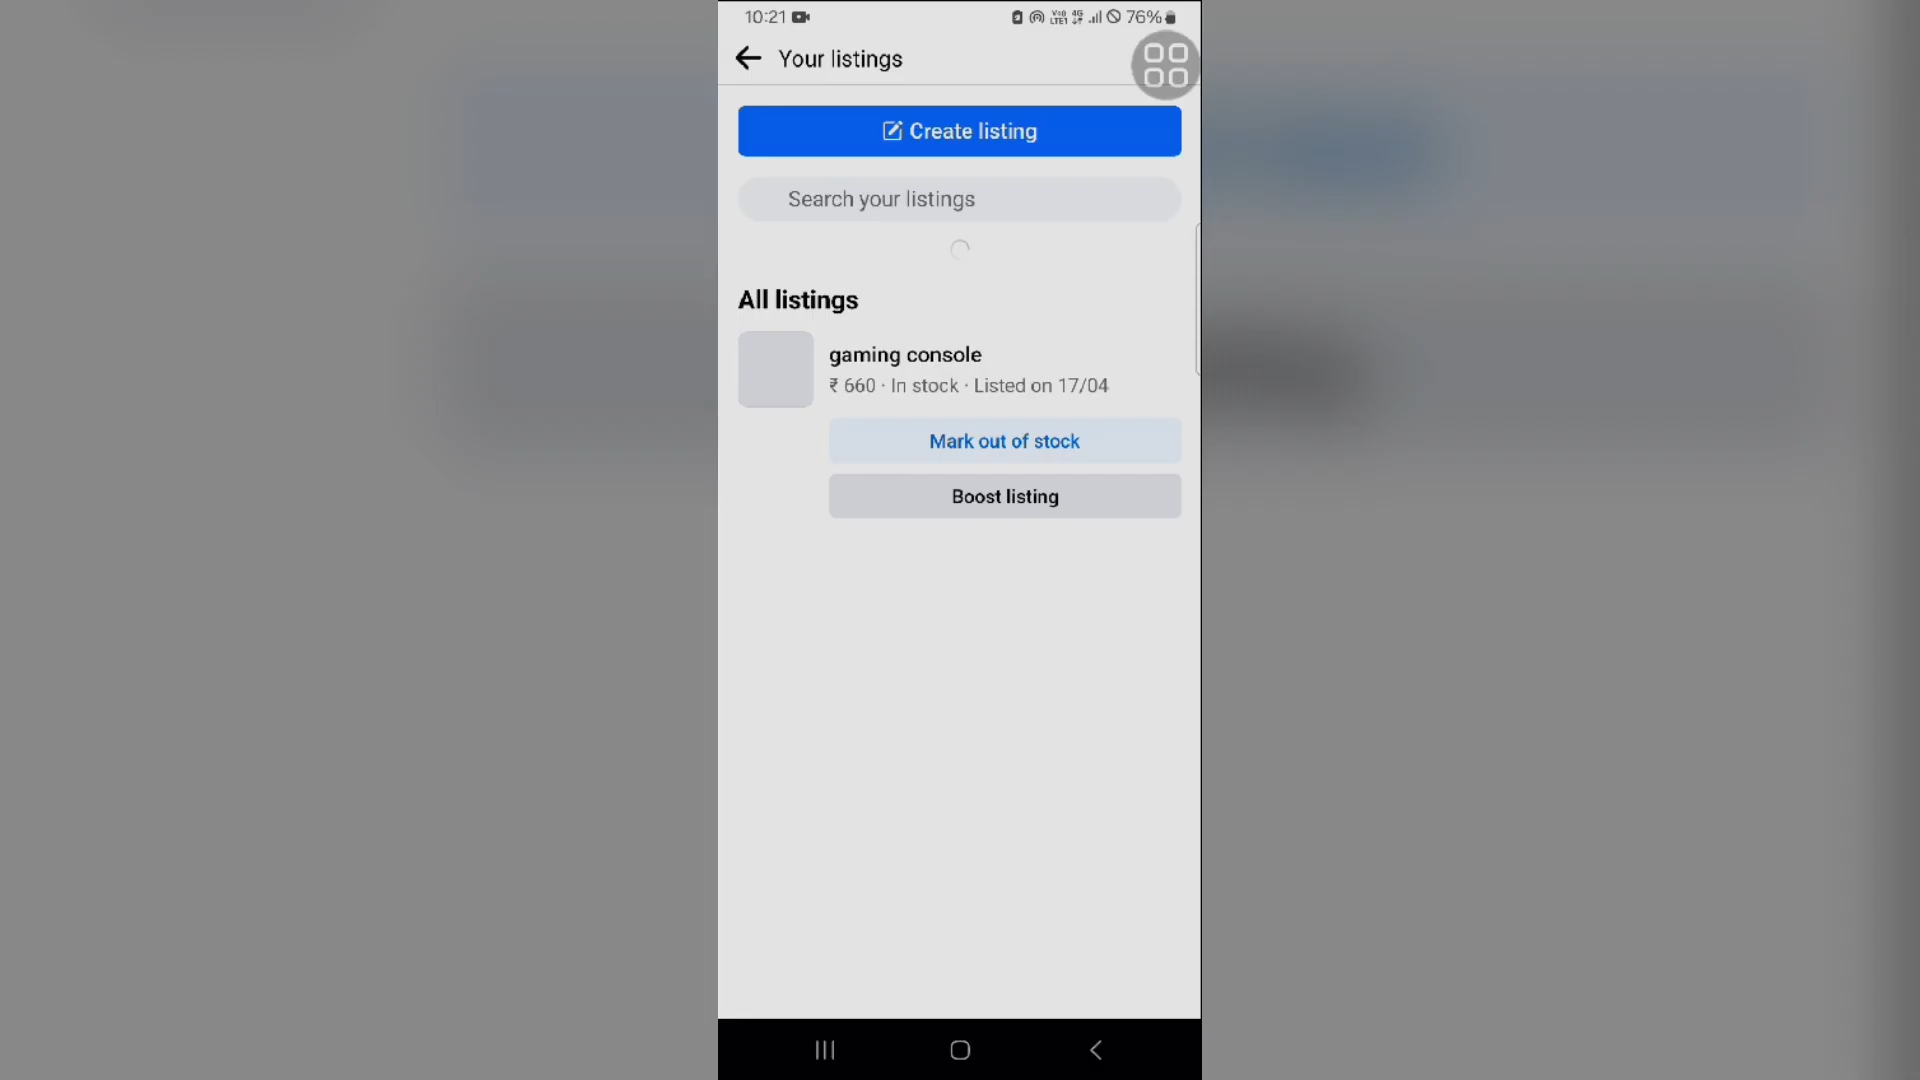 10:21 76%
Your listings
Create listing
Search your listings
All listings
gaming console
₹ 660 · In stock · Listed on 17/04
Mark out of stock
Boost listing